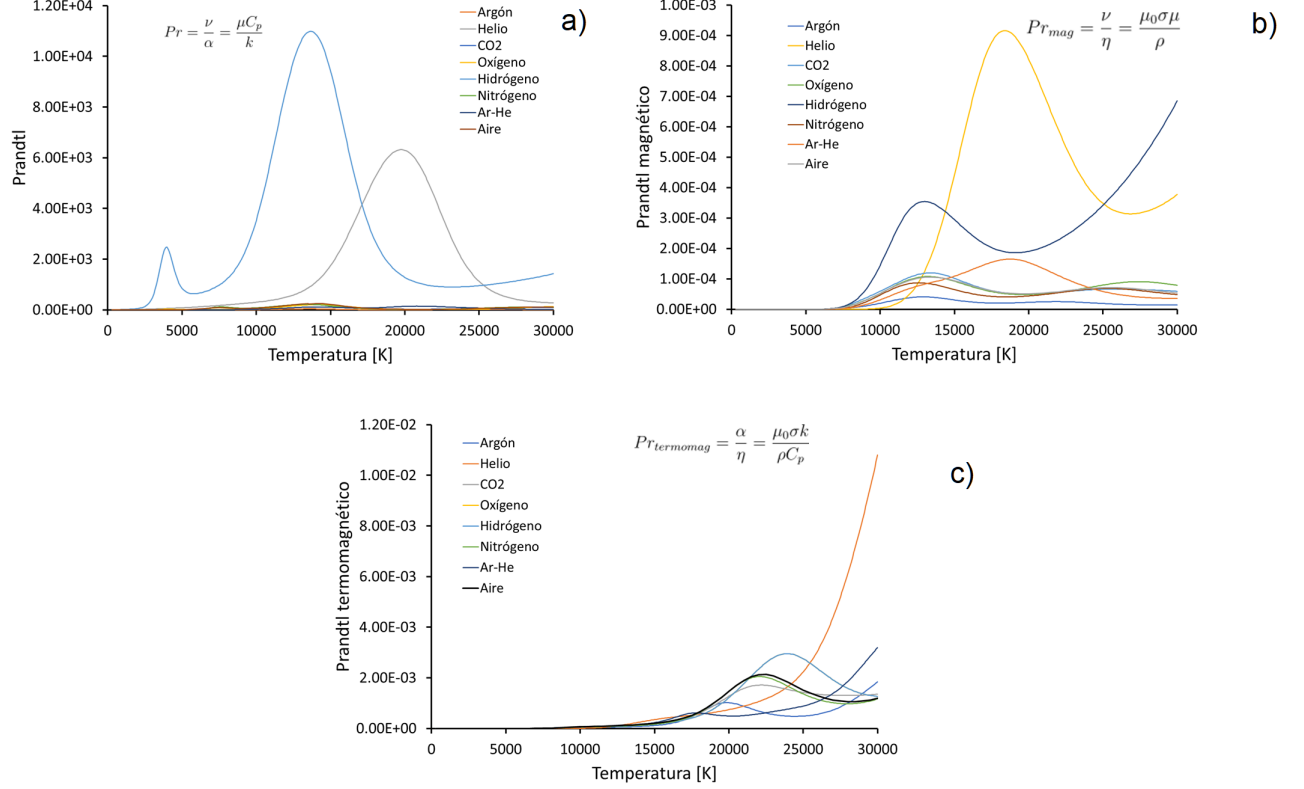 a)
Pr = ν/α = μC_p/k
1.20E+04
1.00E+04
8.00E+03
6.00E+03
4.00E+03
2.00E+03
0.00E+00
Prandtl
Argón
Helio
CO2
Oxígeno
Hidrógeno
Nitrógeno
Ar-He
Aire
0 5000 10000 15000 20000 25000 30000
Temperatura [K]
b)
Pr_mag = ν/η = μ₀σμ/ρ
1.00E-03
9.00E-04
8.00E-04
7.00E-04
6.00E-04
5.00E-04
4.00E-04
3.00E-04
2.00E-04
1.00E-04
0.00E+00
Prandtl magnético
Argón
Helio
CO2
Oxígeno
Hidrógeno
Nitrógeno
Ar-He
Aire
0 5000 10000 15000 20000 25000 30000
Temperatura [K]
c)
Pr_termomag = α/η = μ₀σk/ρC_p
1.20E-02
1.00E-02
8.00E-03
6.00E-03
4.00E-03
2.00E-03
0.00E+00
Prandtl termomagnético
Argón
Helio
CO2
Oxígeno
Hidrógeno
Nitrógeno
Ar-He
Aire
0 5000 10000 15000 20000 25000 30000
Temperatura [K]